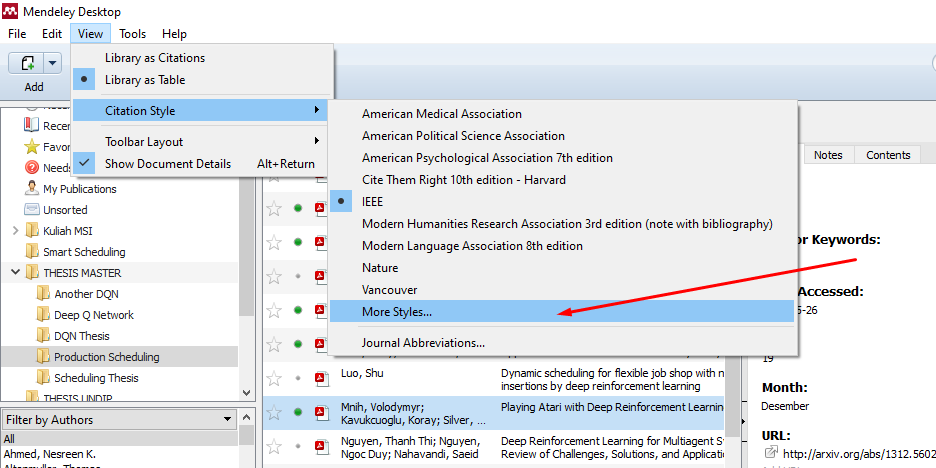 Mendeley Desktop
File Edit View Tools Help
Add
Library as Citations
Library as Table
Citation Style
Toolbar Layout
Show Document Details Alt+Return
American Medical Association
American Political Science Association
American Psychological Association 7th edition
Cite Them Right 10th edition - Harvard
IEEE
Modern Humanities Research Association 3rd edition (note with bibliography)
Modern Language Association 8th edition
Nature
Vancouver
More Styles...
Journal Abbreviations...
Recen
Favor
Needs
My Publications
Unsorted
Kuliah MSI
Smart Scheduling
THESIS MASTER
Another DQN
Deep Q Network
DQN Thesis
Production Scheduling
Scheduling Thesis
THESIS UNDIP
Filter by Authors
All
Ahmed, Nesreen K.
Luo, Shu
Dynamic scheduling for flexible job shop with n
insertions by deep reinforcement learning
Mnih, Volodymyr;
Kavukcuoglu, Koray; Silver, ...
Playing Atari with Deep Reinforcement Learnin
Nguyen, Thanh Thi; Nguyen,
Ngoc Duy; Nahavandi, Saeid
Deep Reinforcement Learning for Multiagent S
Review of Challenges, Solutions, and Applicati
Notes Contents
or Keywords:
Accessed:
5-26
19
Month:
Desember
URL:
http://arxiv.org/abs/1312.5602